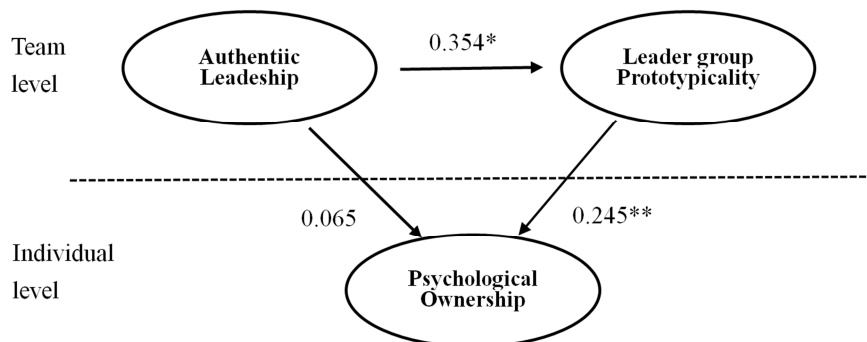 Team
level
Authentiic
Leadeship
0.354*
Leader group
Prototypicality
0.065
0.245**
Individual
level
Psychological
Ownership